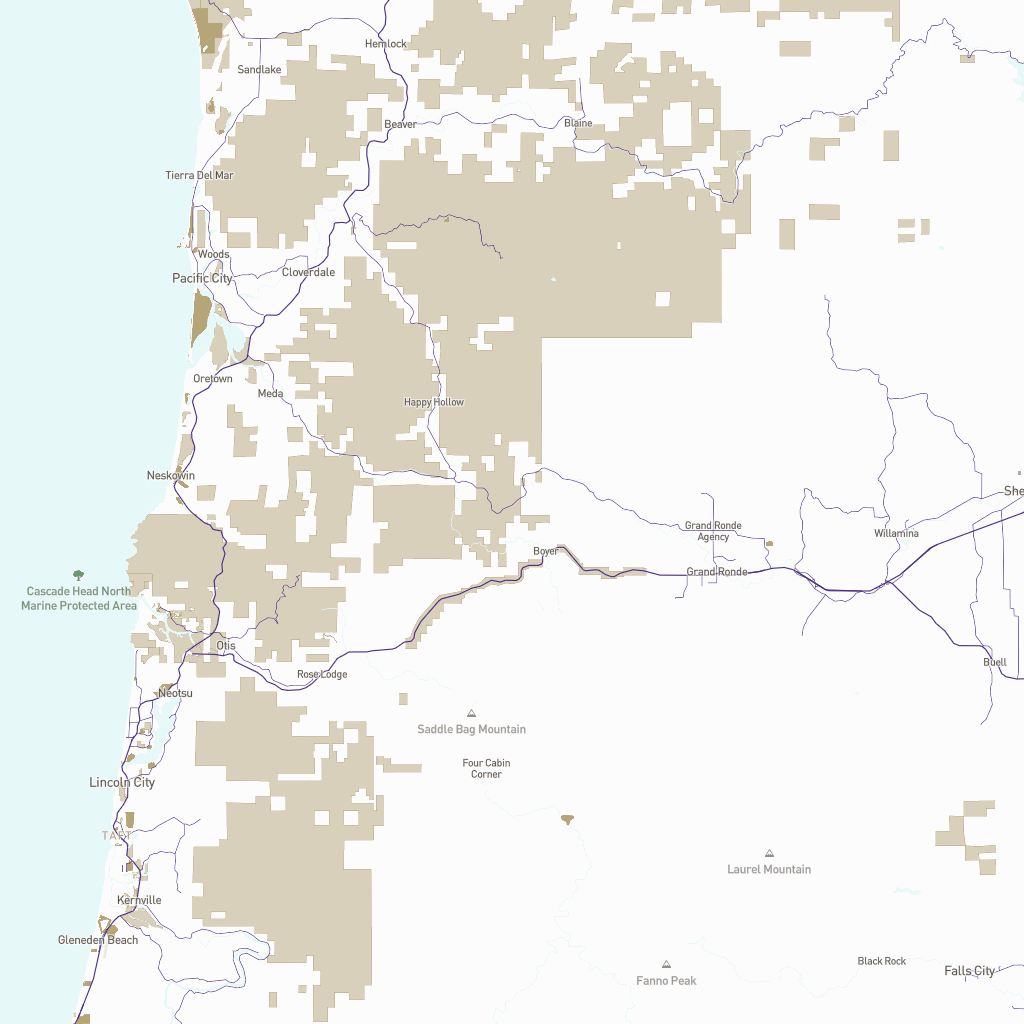 Hemlock
Sandlake
Beaver
Blaine
Tierra Del Mar
Woods
Pacific City
Cloverdale
Oretown
Meda
Happy Hollow
Neskowin
She
Grand Ronde
Agency
Willamina
Boyer
Grand Ronde
Cascade Head North
Marine Protected Area
Otis
Buell
Rose Lodge
Neotsu
Saddle Bag Mountain
Four Cabin
Corner
Lincoln City
TAFT
Laurel Mountain
Kernville
Gleneden Beach
Black Rock
Falls City
Fanno Peak